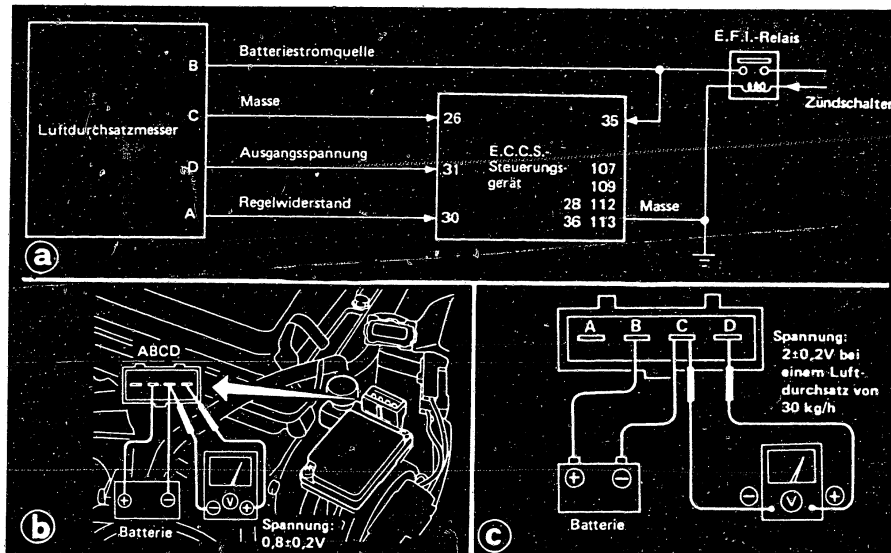 E.F.I.-Relais
Batteriestromquelle
B
Zündschalter
Masse
C
26
35
Luftdurchsatzmesser
E.C.C.S.-
Steuerungs-
gerät
Ausgangsspannung
D
31
107
109
Regelwiderstand
A
30
28 112
36 113
Masse
a
ABCD
+
−
Batterie
−
V
+
Spannung:
0,8±0,2V
b
A
B
C
D
Spannung:
2±0,2V bei
einem Luft-
durchsatz von
30 kg/h
+
−
Batterie
−
V
+
c